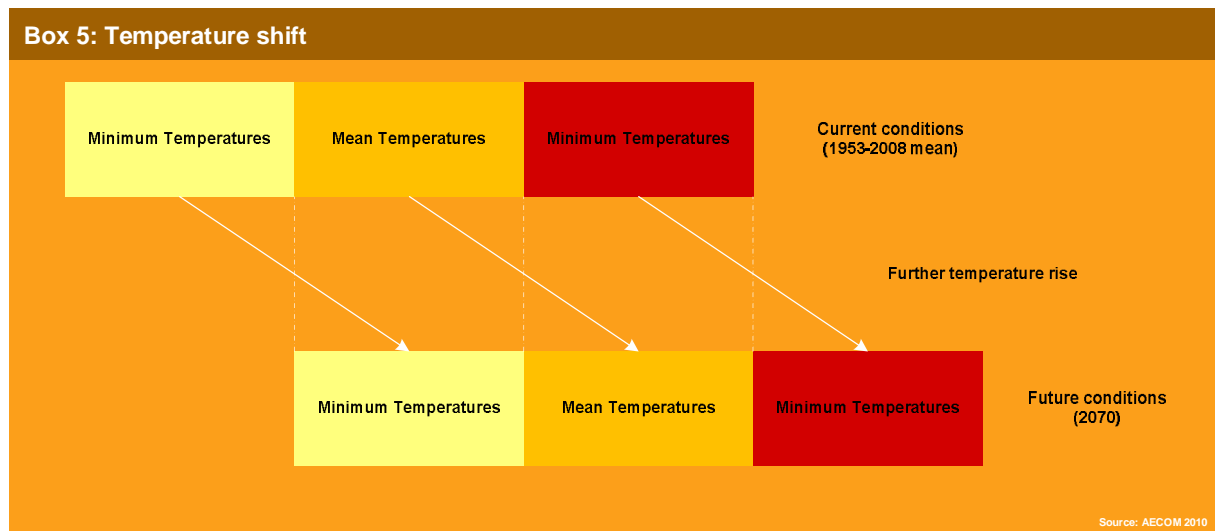 Box 5: Temperature shift
Minimum Temperatures
Mean Temperatures
Minimum Temperatures
Current conditions
(1953-2008 mean)
Further temperature rise
Minimum Temperatures
Mean Temperatures
Minimum Temperatures
Future conditions
(2070)
Source: AECOM 2010